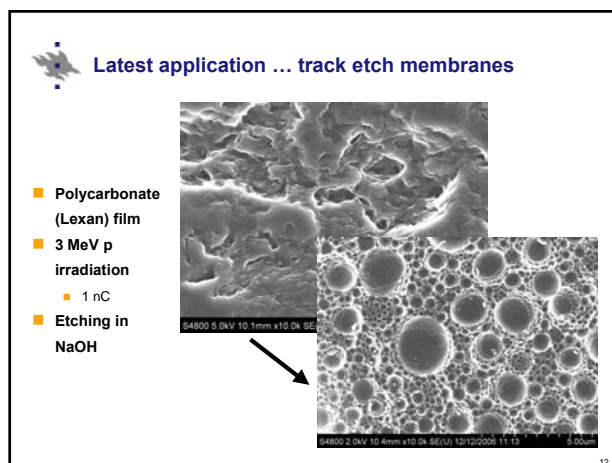 Latest application … track etch membranes
Polycarbonate
(Lexan) film
3 MeV p
irradiation
1 nC
Etching in
NaOH
S4800 5.0kV 10.1mm x10.0k SE(
S4800 2.0kV 10.4mm x10.0k SE(U) 12/12/2006 11:13 5.00um
12